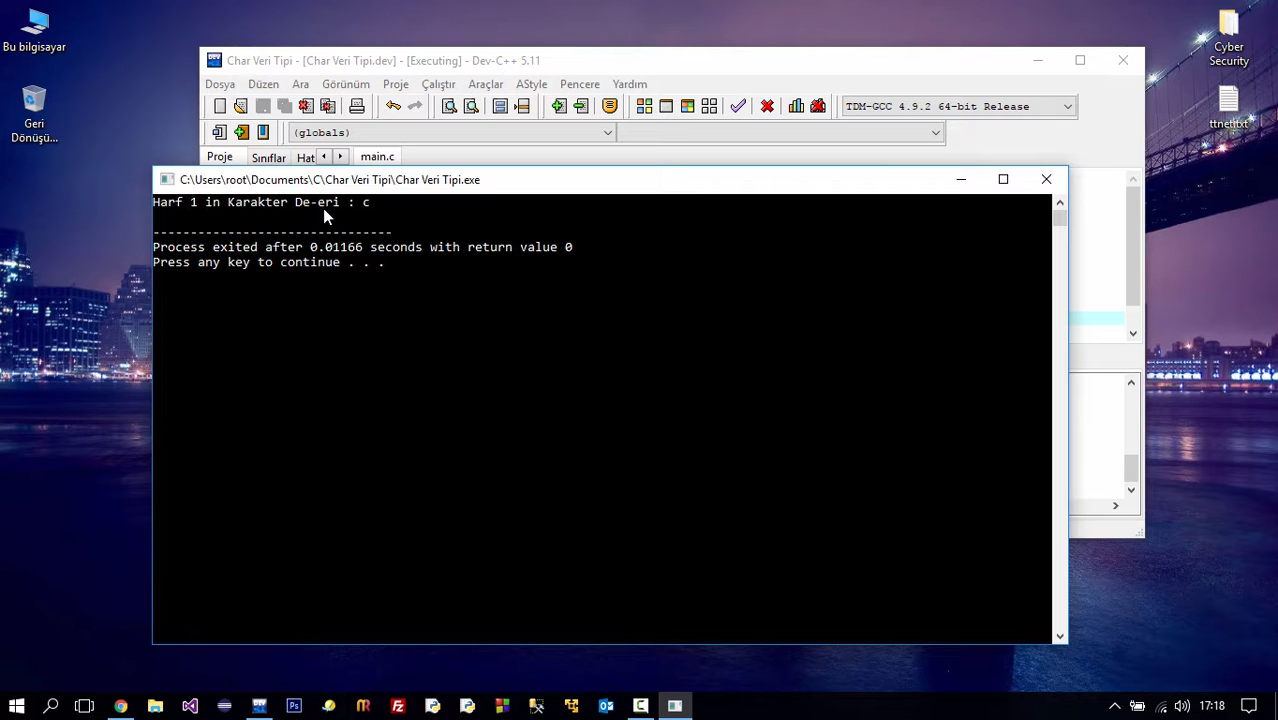 Bu bilgisayar
Geri
Dönüşü...
Cyber
Security
ttnettxt
Char Veri Tipi - [Char Veri Tipi.dev] - [Executing] - Dev-C++ 5.11
Dosya Düzen Ara Görünüm Proje Çalıştır Araçlar AStyle Pencere Yardım
TDM-GCC 4.9.2 64-bit Release
(globals)
Proje Sınıflar Hat main.c
C:\Users\root\Documents\C\Char Veri Tipi\Char Veri Tipi.exe
Harf 1 in Karakter De-eri : c
--------------------------------
Process exited after 0.01166 seconds with return value 0
Press any key to continue . . .
17:18